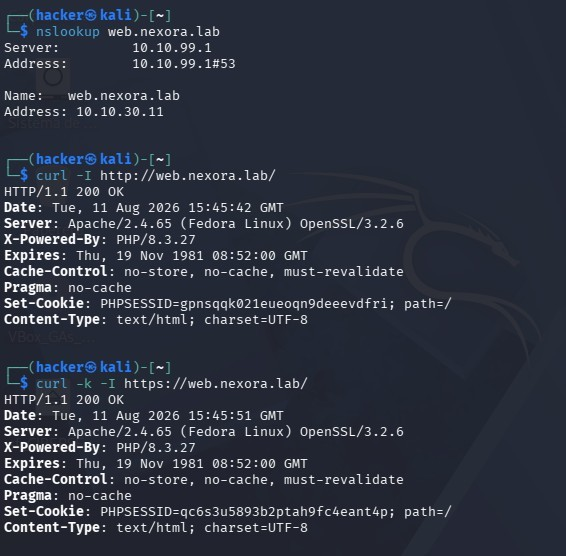 ┌──(hacker㉿kali)-[~]
└─$ nslookup web.nexora.lab
Server:         10.10.99.1
Address:        10.10.99.1#53
Name:   web.nexora.lab
Address: 10.10.30.11
┌──(hacker㉿kali)-[~]
└─$ curl -I http://web.nexora.lab/
HTTP/1.1 200 OK
Date: Tue, 11 Aug 2026 15:45:42 GMT
Server: Apache/2.4.65 (Fedora Linux) OpenSSL/3.2.6
X-Powered-By: PHP/8.3.27
Expires: Thu, 19 Nov 1981 08:52:00 GMT
Cache-Control: no-store, no-cache, must-revalidate
Pragma: no-cache
Set-Cookie: PHPSESSID=gpnsqqk021eueoqn9deeevdfri; path=/
Content-Type: text/html; charset=UTF-8
┌──(hacker㉿kali)-[~]
└─$ curl -k -I https://web.nexora.lab/
HTTP/1.1 200 OK
Date: Tue, 11 Aug 2026 15:45:51 GMT
Server: Apache/2.4.65 (Fedora Linux) OpenSSL/3.2.6
X-Powered-By: PHP/8.3.27
Expires: Thu, 19 Nov 1981 08:52:00 GMT
Cache-Control: no-store, no-cache, must-revalidate
Pragma: no-cache
Set-Cookie: PHPSESSID=qc6s3u5893b2ptah9fc4eant4p; path=/
Content-Type: text/html; charset=UTF-8